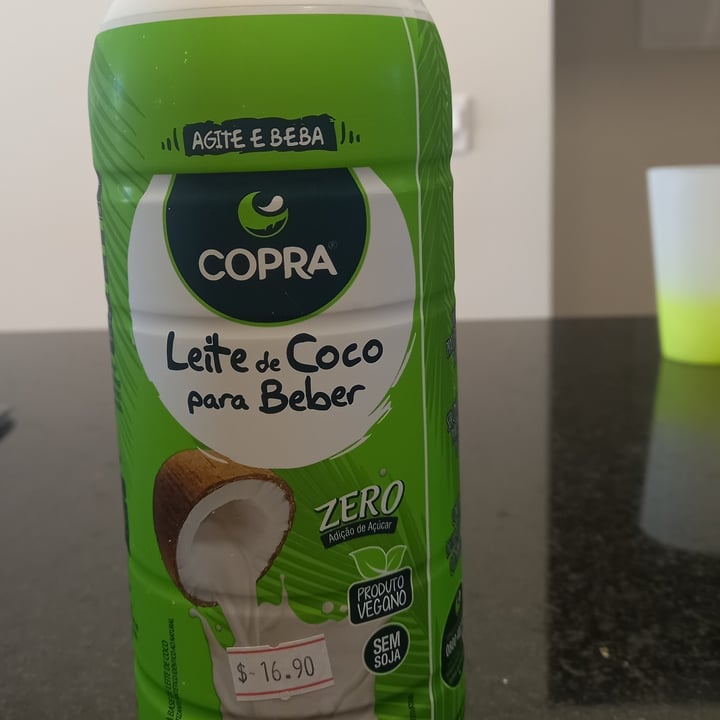 AGITE E BEBA
COPRA
Leite de Coco
para Beber
ZERO
Adição de Açúcar
PRODUTO
VEGANO
SEM
SOJA
$- 16.90